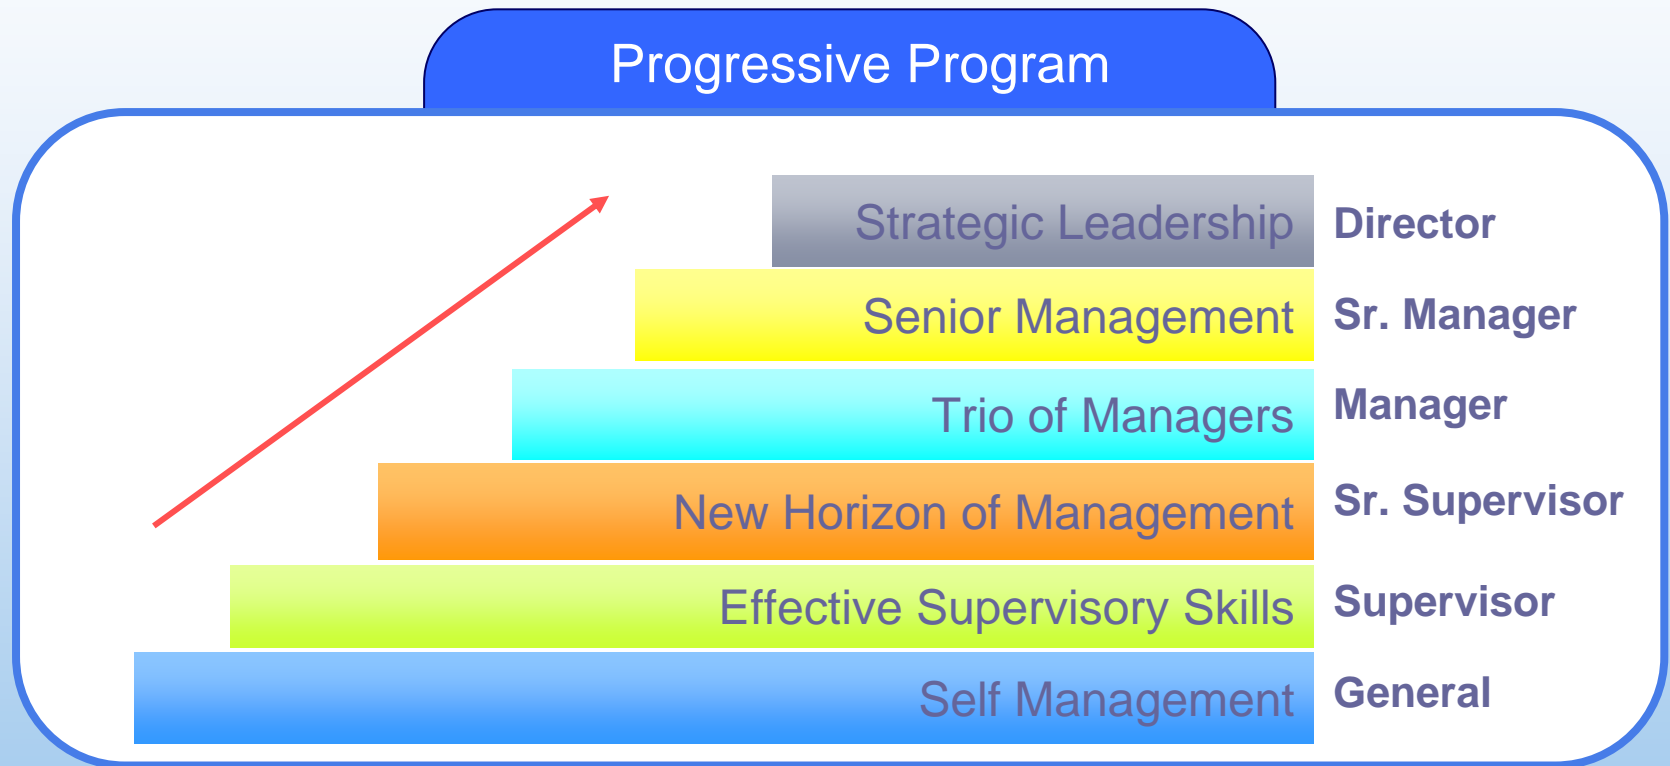 Progressive Program
Strategic Leadership Director
Senior Management Sr. Manager
Trio of Managers Manager
New Horizon of Management Sr. Supervisor
Effective Supervisory Skills Supervisor
Self Management General